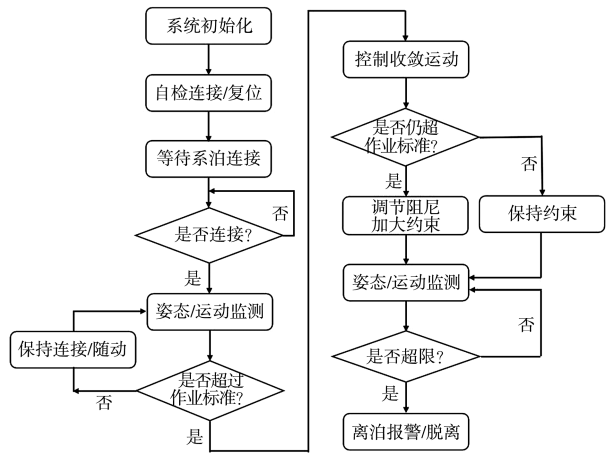 系统初始化
自检连接/复位
等待系泊连接
否
是否连接?
是
姿态/运动监测
保持连接/随动
是否超过
作业标准?
否
是
控制收敛运动
是否仍超
作业标准?
否
是
调节阻尼
加大约束
保持约束
姿态/运动监测
否
是否超限?
是
离泊报警/脱离